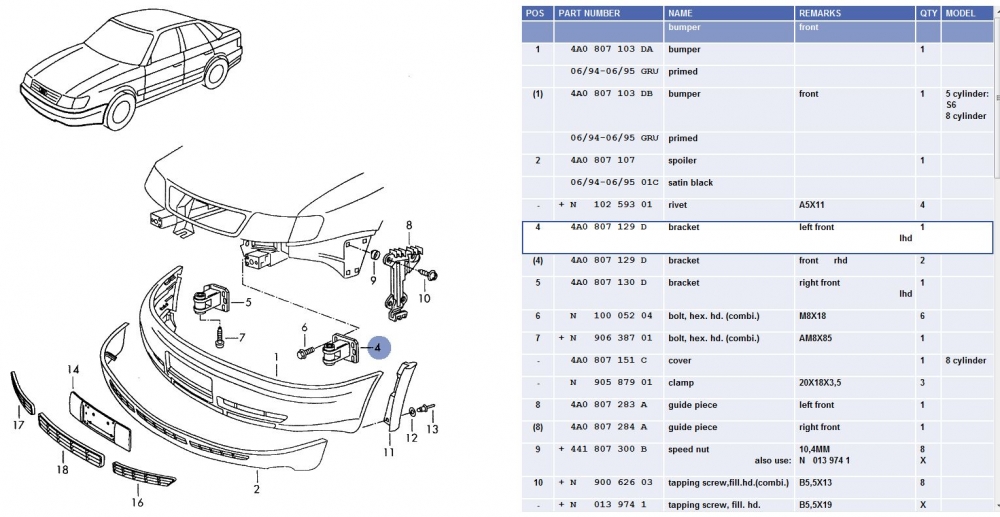 8
9
10
5
7
6
4
1
14
17
18
16
2
11
12
13
POS PART NUMBER NAME REMARKS QTY MODEL
bumper front
1 4A0 807 103 DA bumper 1
06/94-06/95 GRU primed
(1) 4A0 807 103 DB bumper front 1 5 cylinder:
S6
8 cylinder
06/94-06/95 GRU primed
2 4A0 807 107 spoiler 1
06/94-06/95 01C satin black
- + N 102 593 01 rivet A5X11 4
4 4A0 807 129 D bracket left front 1
lhd
(4) 4A0 807 129 D bracket front rhd 2
5 4A0 807 130 D bracket right front 1
lhd
6 N 100 052 04 bolt, hex. hd. (combi.) M8X18 6
7 + N 906 387 01 bolt, hex. hd. (combi.) AM8X85 1
- 4A0 807 151 C cover 1 8 cylinder
- N 905 879 01 clamp 20X18X3,5 3
8 4A0 807 283 A guide piece left front 1
(8) 4A0 807 284 A guide piece right front 1
9 + 441 807 300 B speed nut 10,4MM 8
also use: N 013 974 1 X
10 + N 900 626 03 tapping screw,fill.hd.(combi.) B5,5X13 8
- + N 013 974 1 tapping screw, fill. hd. B5,5X19 X